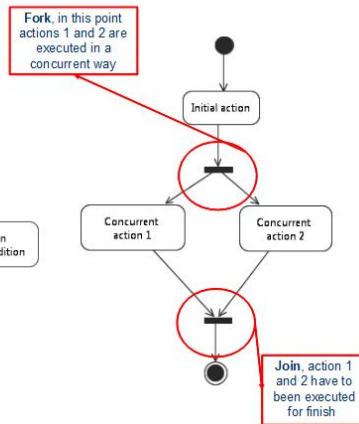 Fork, in this point
actions 1 and 2 are
executed in a
concurrent way
Initial action
Concurrent
action 1
Concurrent
action 2
Join, action 1
and 2 have to
been executed
for finish